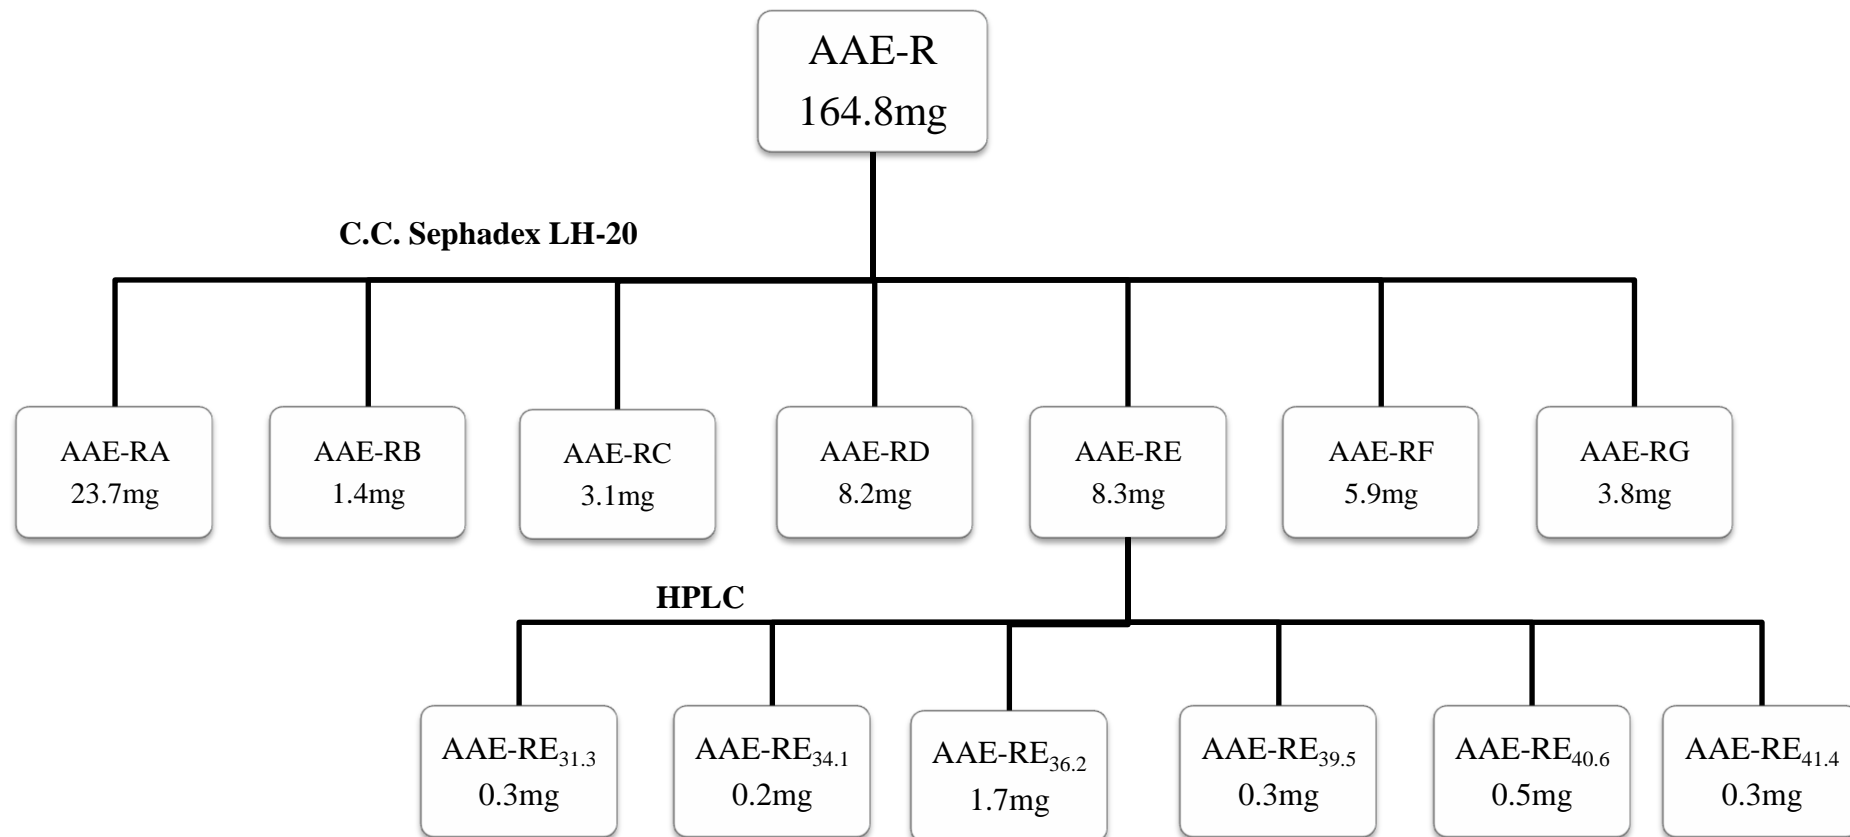 AAE-R
164.8mg
C.C. Sephadex LH-20
AAE-RA
23.7mg
AAE-RB
1.4mg
AAE-RC
3.1mg
AAE-RD
8.2mg
AAE-RE
8.3mg
AAE-RF
5.9mg
AAE-RG
3.8mg
HPLC
AAE-RE31.3
0.3mg
AAE-RE34.1
0.2mg
AAE-RE36.2
1.7mg
AAE-RE39.5
0.3mg
AAE-RE40.6
0.5mg
AAE-RE41.4
0.3mg